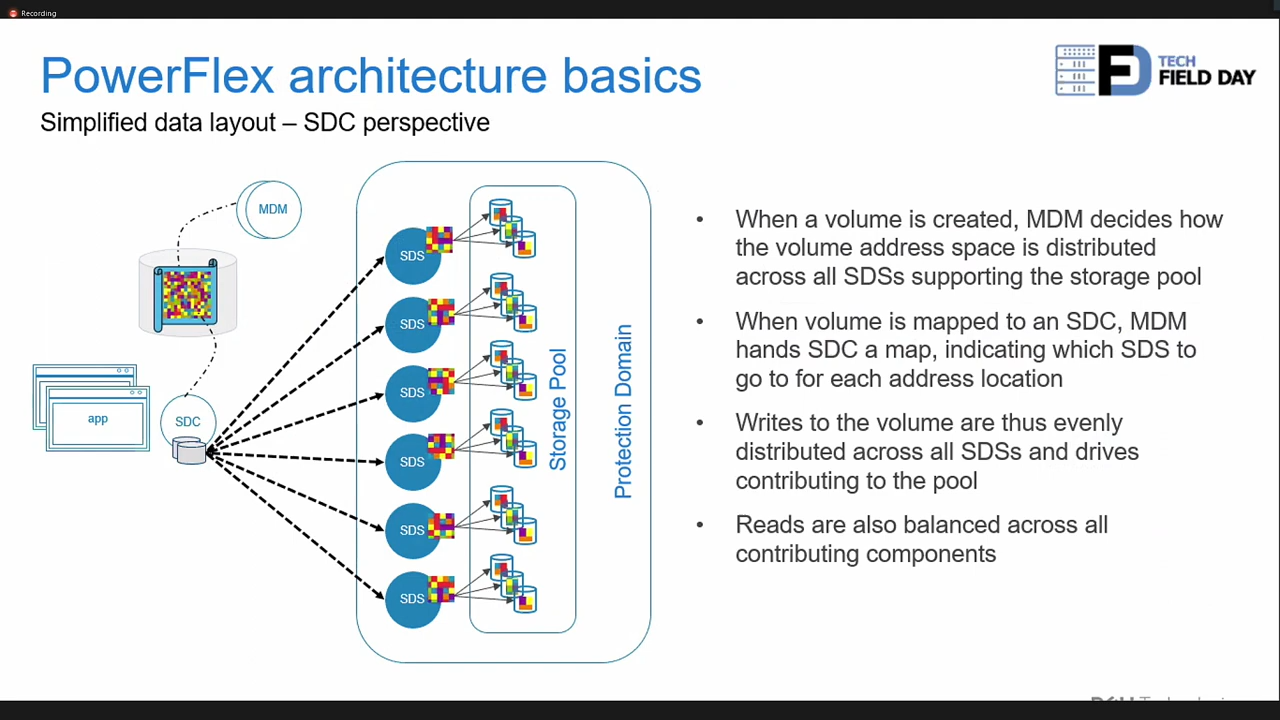 Recording
PowerFlex architecture basics
TECH
FIELD DAY
Simplified data layout – SDC perspective
MDM
app
SDC
SDS
SDS
SDS
SDS
SDS
SDS
Storage Pool
Protection Domain
• When a volume is created, MDM decides how
the volume address space is distributed
across all SDSs supporting the storage pool
• When volume is mapped to an SDC, MDM
hands SDC a map, indicating which SDS to
go to for each address location
• Writes to the volume are thus evenly
distributed across all SDSs and drives
contributing to the pool
• Reads are also balanced across all
contributing components